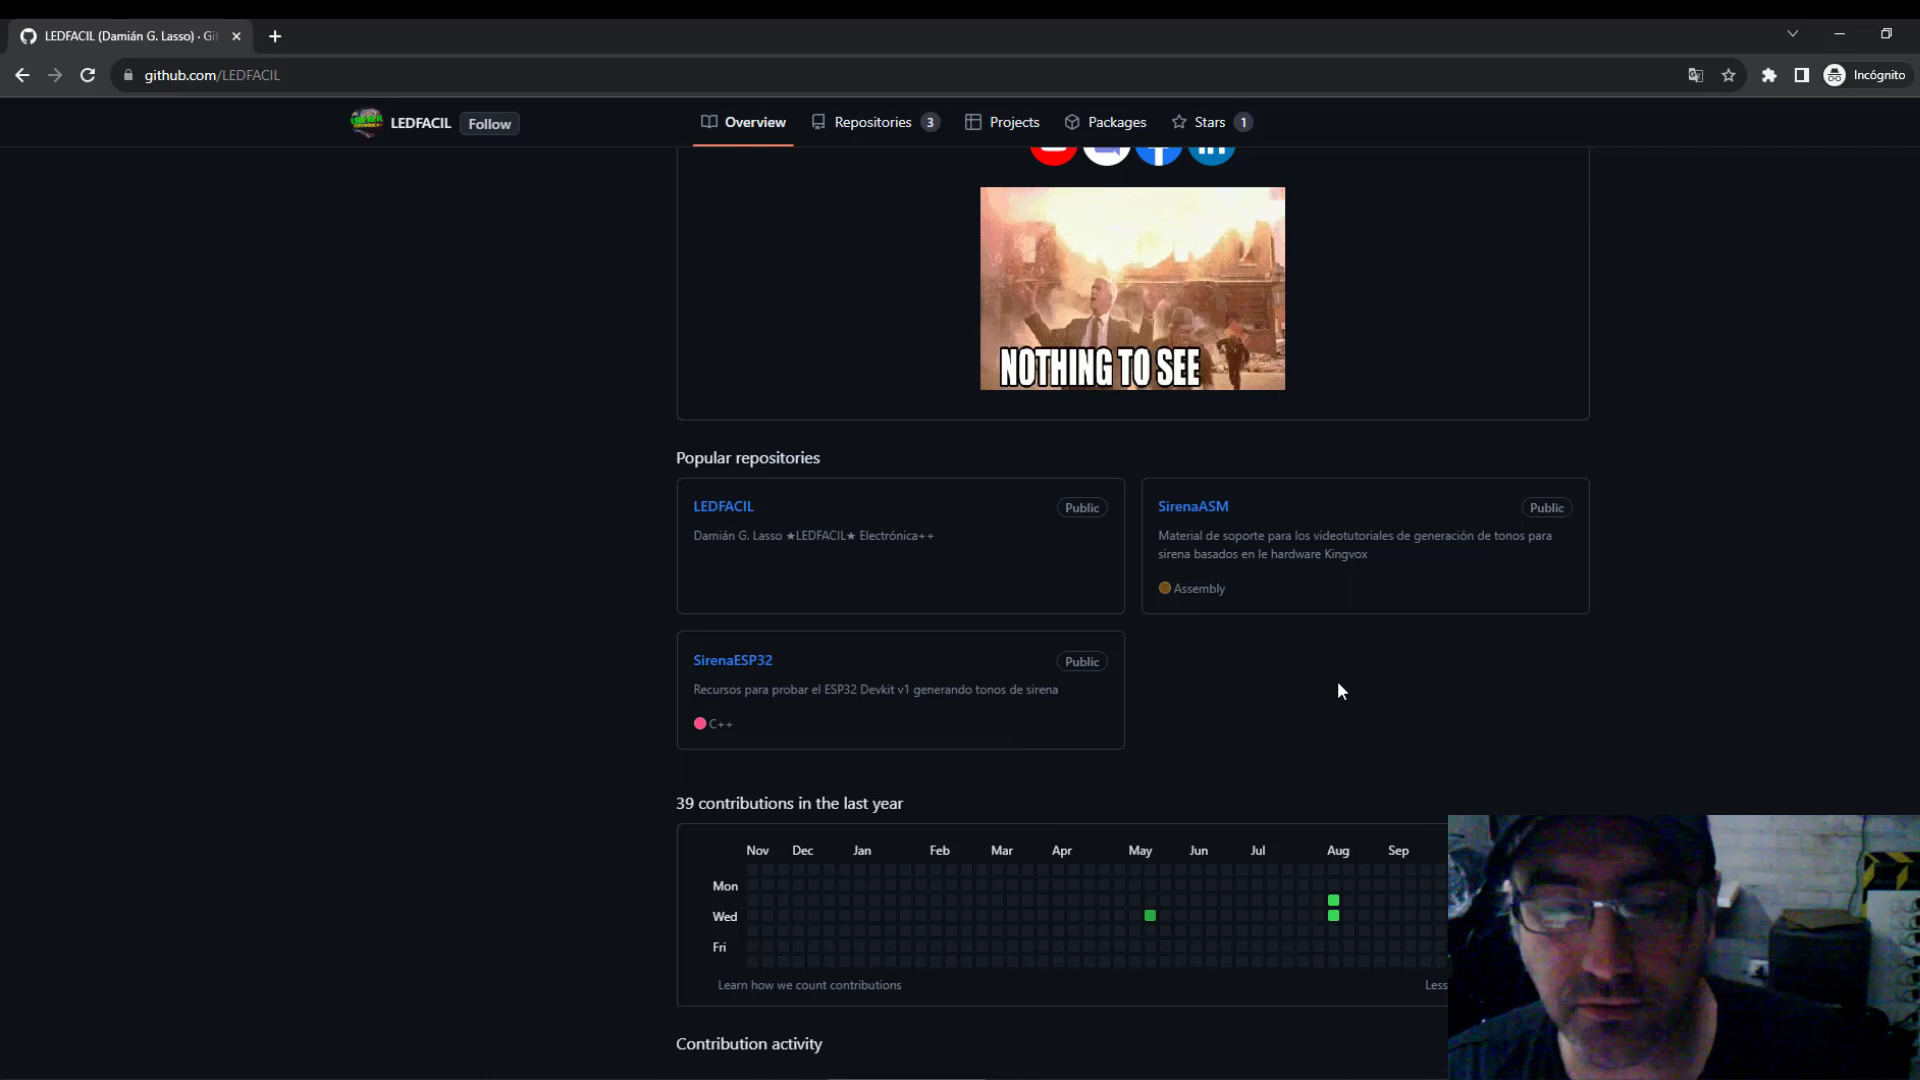 LEDFACIL (Damián G. Lasso) · Git
github.com/LEDFACIL
Incógnito
LEDFACIL
Follow
Overview
Repositories 3
Projects
Packages
Stars 1
in
NOTHING TO SEE
Popular repositories
LEDFACIL
Public
Damián G. Lasso ★LEDFACIL★ Electrónica++
SirenaASM
Public
Material de soporte para los videotutoriales de generación de tonos para
sirena basados en le hardware Kingvox
Assembly
SirenaESP32
Public
Recursos para probar el ESP32 Devkit v1 generando tonos de sirena
C++
39 contributions in the last year
Nov Dec Jan Feb Mar Apr May Jun Jul Aug Sep
Mon
Wed
Fri
Learn how we count contributions
Less
Contribution activity